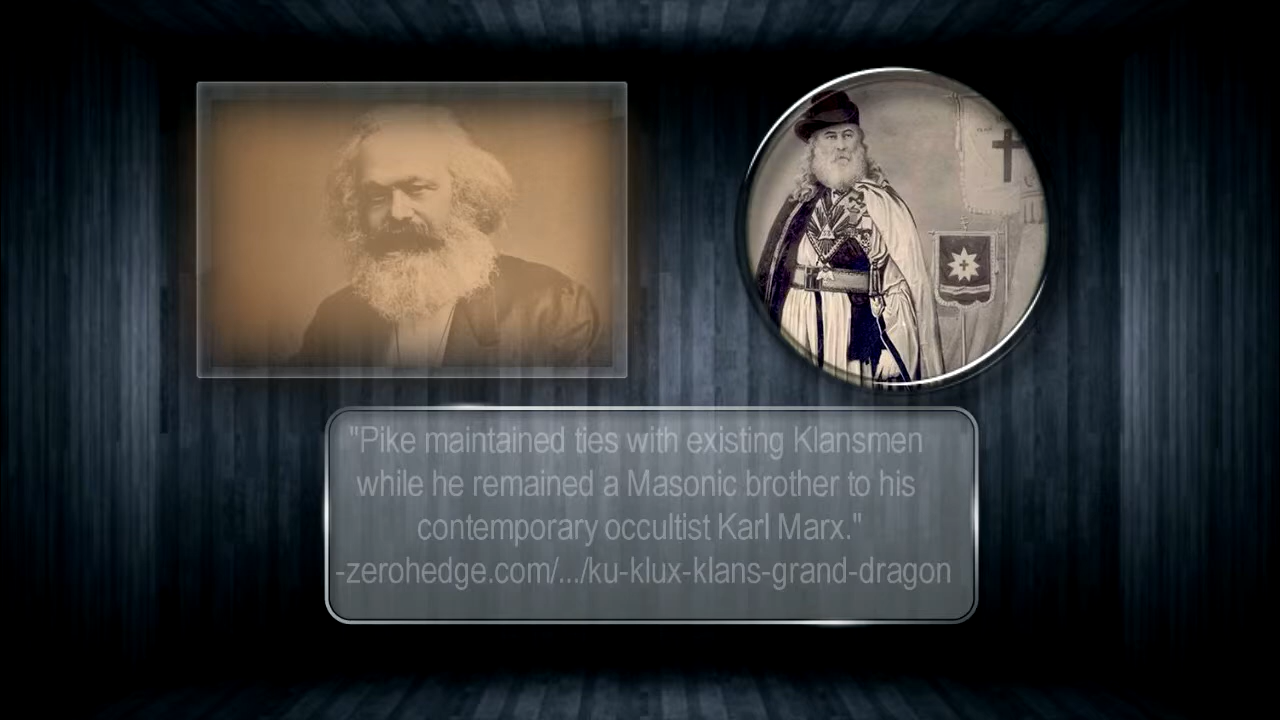 "Pike maintained ties with existing Klansmen
while he remained a Masonic brother to his
contemporary occultist Karl Marx."
-zerohedge.com/.../ku-klux-klans-grand-dragon